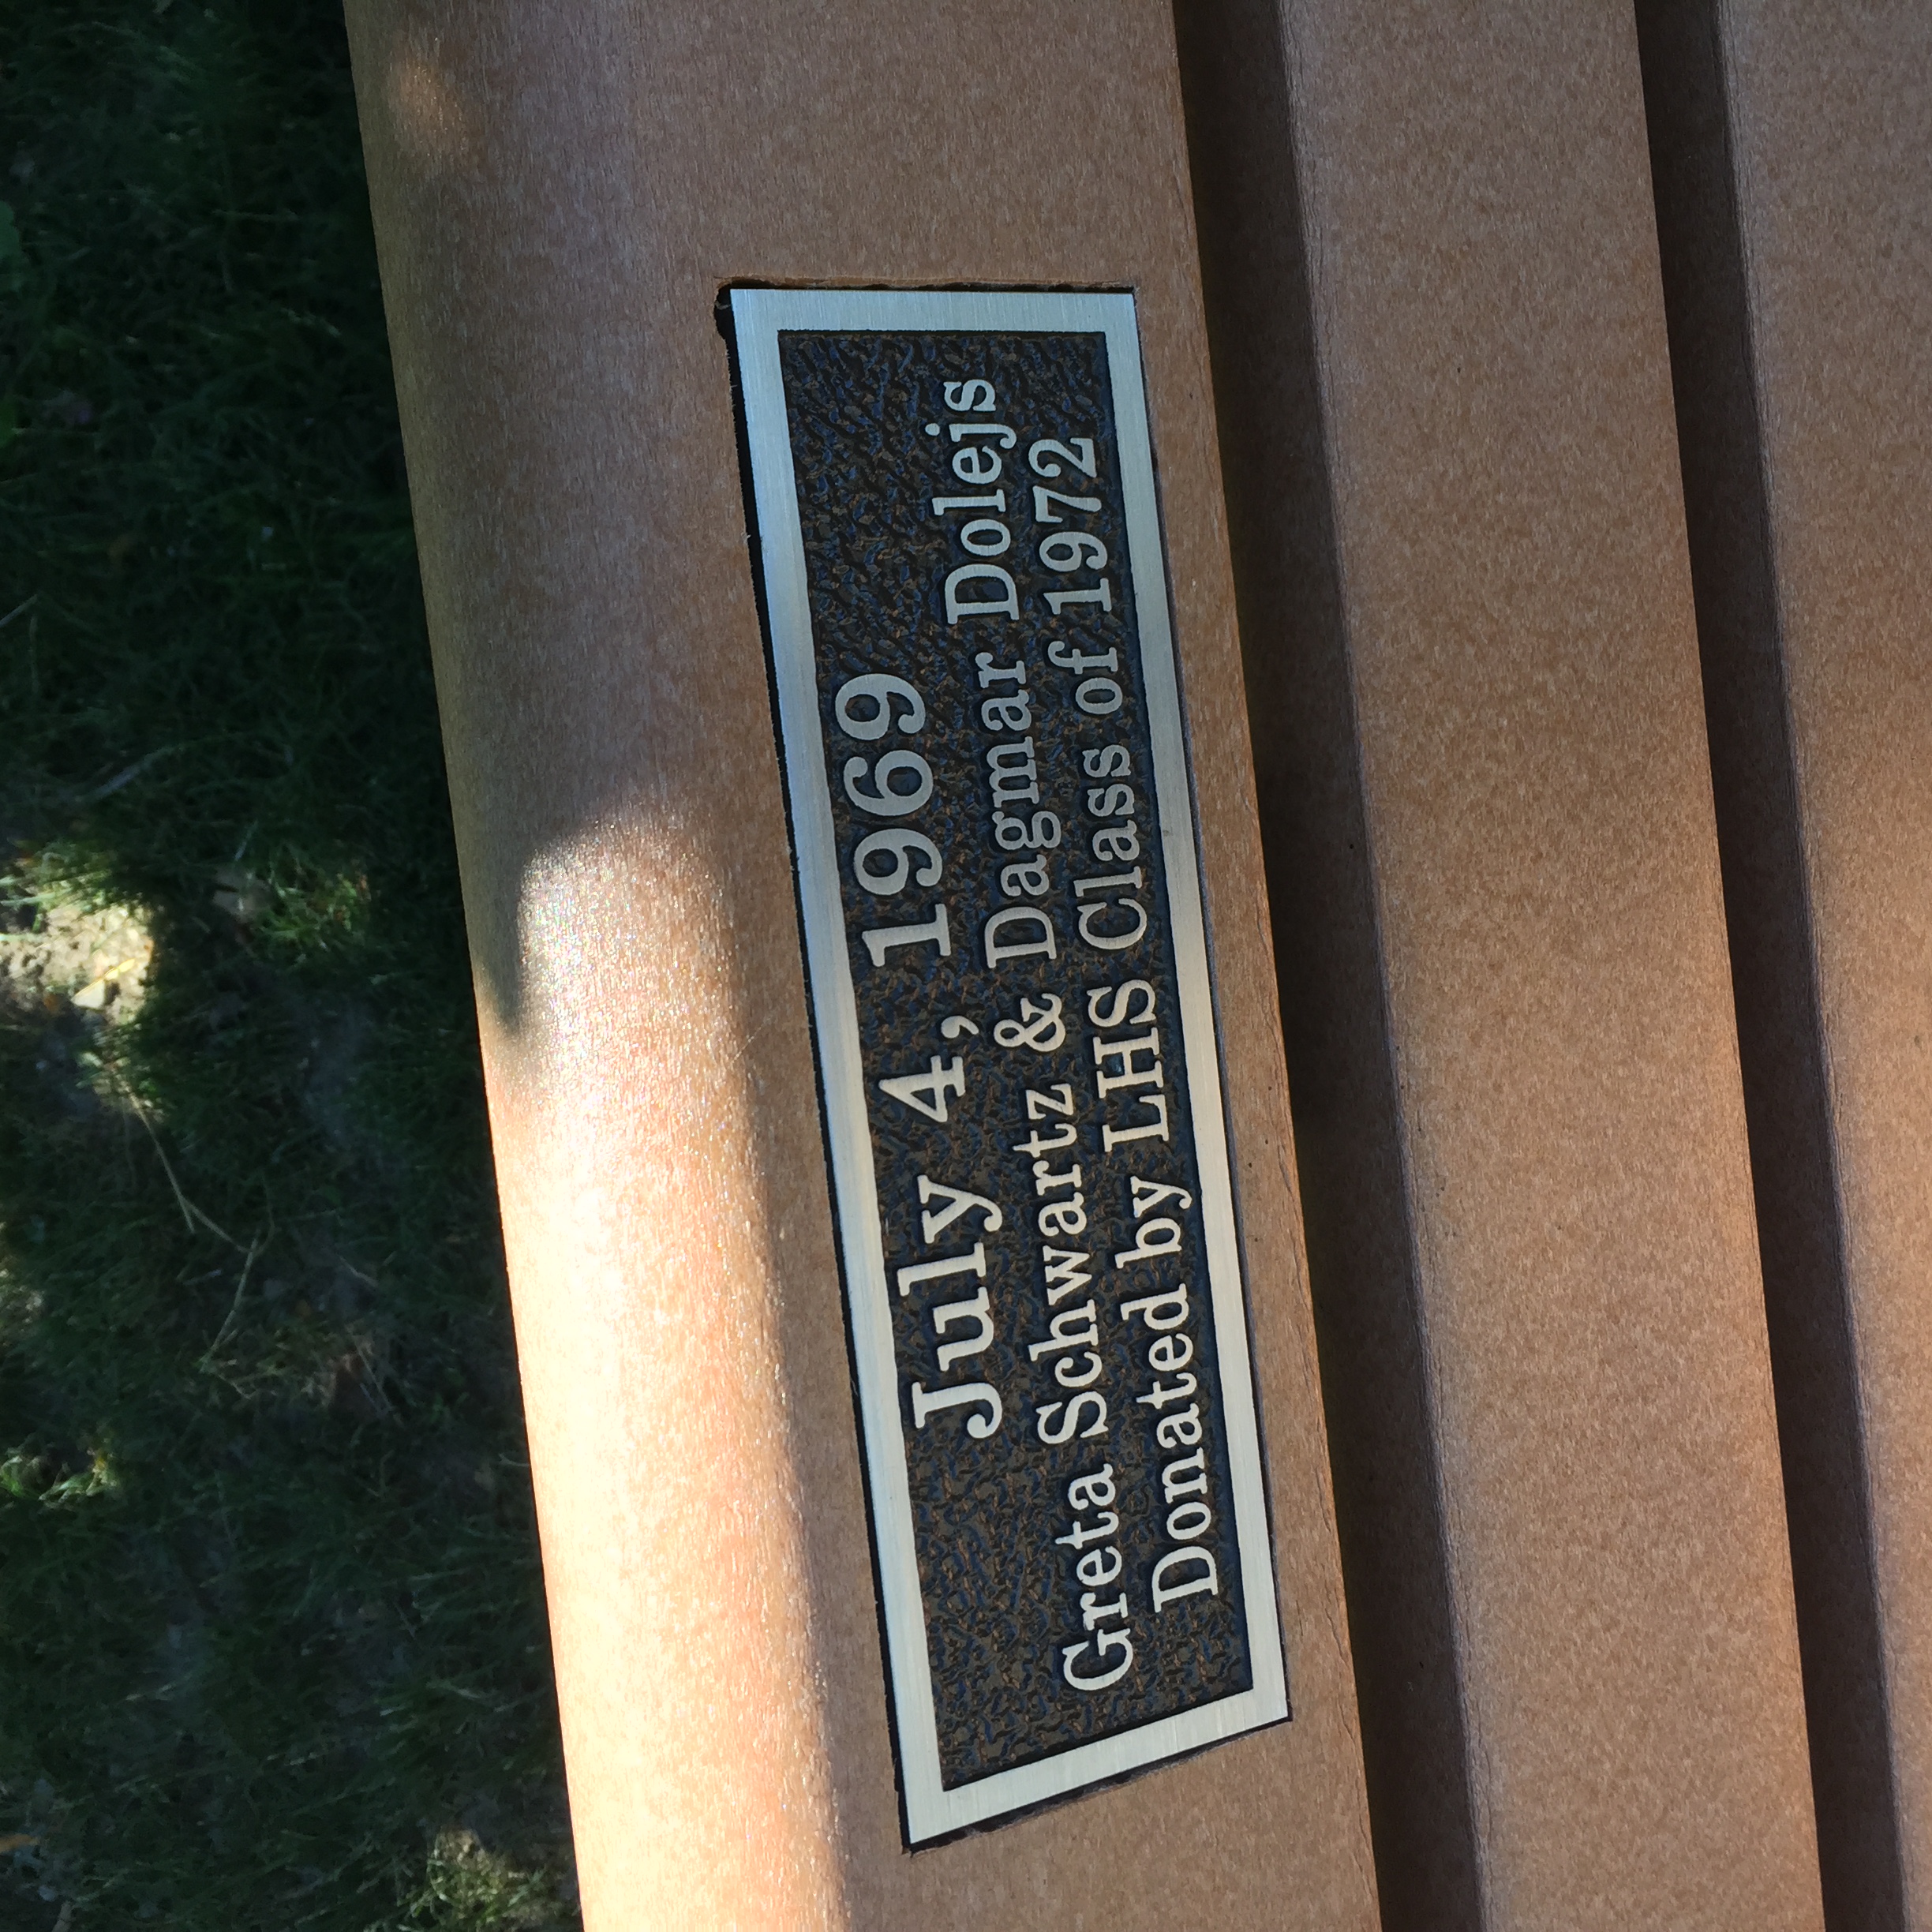 July 4, 1969
Greta Schwartz & Dagmar Dolejs
Donated by LHS Class of 1972